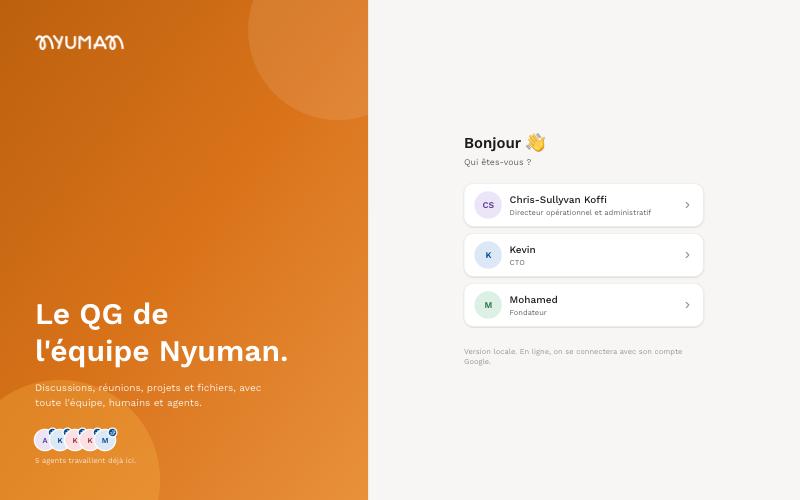 NYUMAN
Le QG de
l'équipe Nyuman.
Discussions, réunions, projets et fichiers, avec
toute l'équipe, humains et agents.
A K K K M
5 agents travaillent déjà ici.
Bonjour 👋
Qui êtes-vous ?
CS
Chris-Sullyvan Koffi
Directeur opérationnel et administratif
K
Kevin
CTO
M
Mohamed
Fondateur
Version locale. En ligne, on se connectera avec son compte
Google.